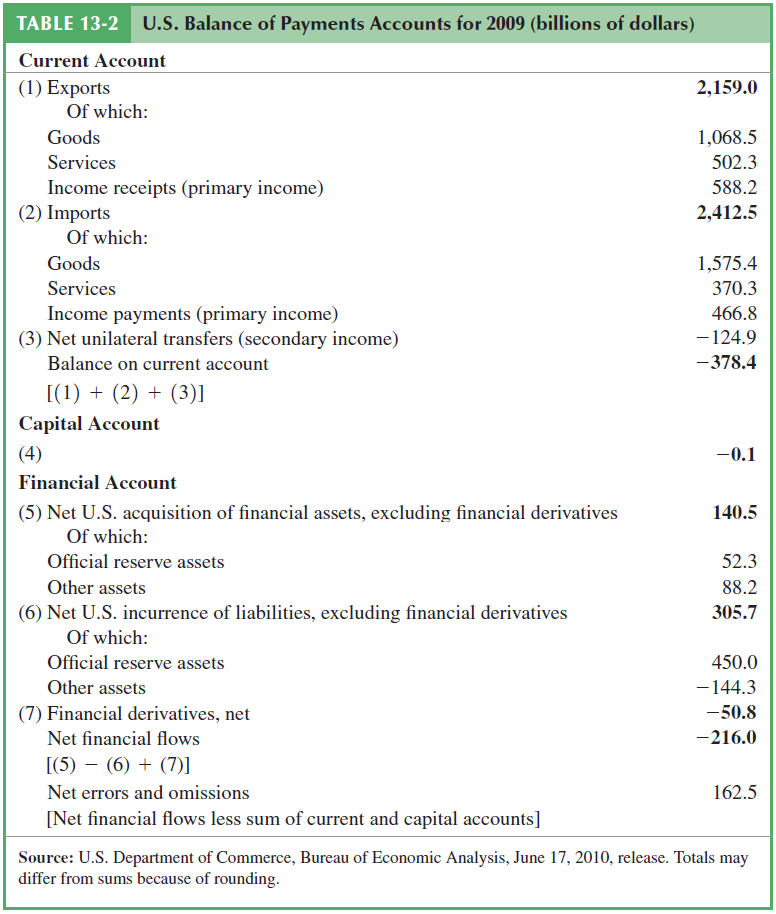 TABLE 13-2 U.S. Balance of Payments Accounts for 2009 (billions of dollars)
Current Account
(1) Exports 2,159.0
Of which:
Goods 1,068.5
Services 502.3
Income receipts (primary income) 588.2
(2) Imports 2,412.5
Of which:
Goods 1,575.4
Services 370.3
Income payments (primary income) 466.8
(3) Net unilateral transfers (secondary income) −124.9
Balance on current account −378.4
[(1) + (2) + (3)]
Capital Account
(4) −0.1
Financial Account
(5) Net U.S. acquisition of financial assets, excluding financial derivatives 140.5
Of which:
Official reserve assets 52.3
Other assets 88.2
(6) Net U.S. incurrence of liabilities, excluding financial derivatives 305.7
Of which:
Official reserve assets 450.0
Other assets −144.3
(7) Financial derivatives, net −50.8
Net financial flows −216.0
[(5) − (6) + (7)]
Net errors and omissions 162.5
[Net financial flows less sum of current and capital accounts]
Source: U.S. Department of Commerce, Bureau of Economic Analysis, June 17, 2010, release. Totals may
differ from sums because of rounding.